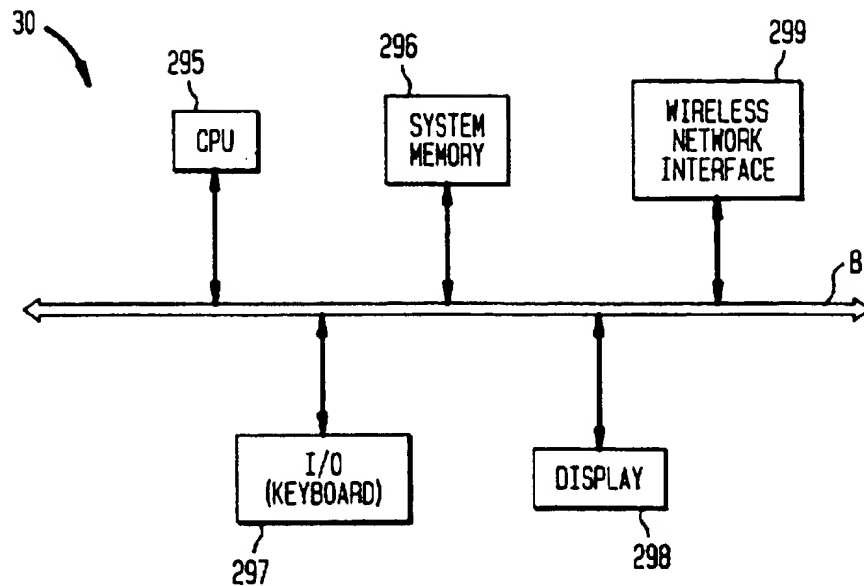 30
295
CPU
296
SYSTEM
MEMORY
299
WIRELESS
NETWORK
INTERFACE
B
I/O
(KEYBOARD)
297
DISPLAY
298